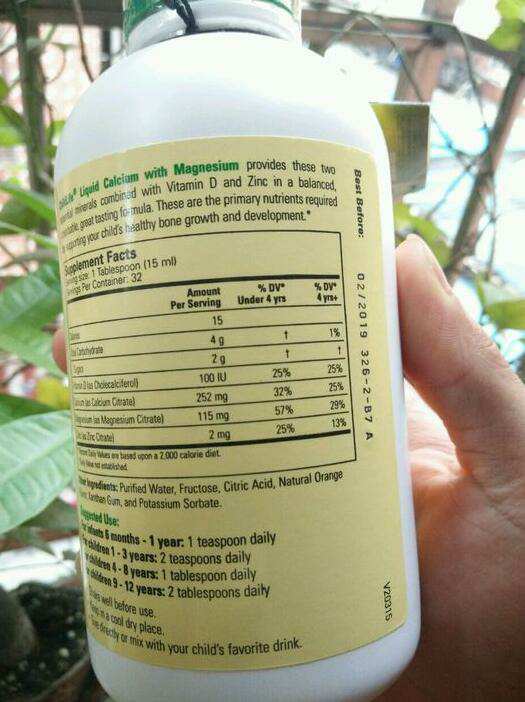 Liquid Calcium with Magnesium provides these two
minerals combined with Vitamin D and Zinc in a balanced,
great tasting formula. These are the primary nutrients required
supporting your child's healthy bone growth and development.*
Supplement Facts
Serving size: 1 Tablespoon (15 ml)
Servings Per Container: 32
Amount Per Serving % DV* Under 4 yrs % DV* 4 yrs+
Calories 15
Total Carbohydrate 4 g † 1%
Sugars 2 g † †
Vitamin D (as Cholecalciferol) 100 IU 25% 25%
Calcium (as Calcium Citrate) 252 mg 32% 25%
Magnesium (as Magnesium Citrate) 115 mg 57% 29%
Zinc (as Zinc Citrate) 2 mg 25% 13%
*Percent Daily Values are based upon a 2,000 calorie diet.
†Daily Value not established.
Other Ingredients: Purified Water, Fructose, Citric Acid, Natural Orange
Xanthan Gum, and Potassium Sorbate.
Suggested Use:
For infants 6 months - 1 year: 1 teaspoon daily
For children 1 - 3 years: 2 teaspoons daily
For children 4 - 8 years: 1 tablespoon daily
For children 9 - 12 years: 2 tablespoons daily
Shake well before use.
Keep in a cool dry place.
directly or mix with your child's favorite drink.
Best Before: 02/2019 326-2-B7 A
V20315